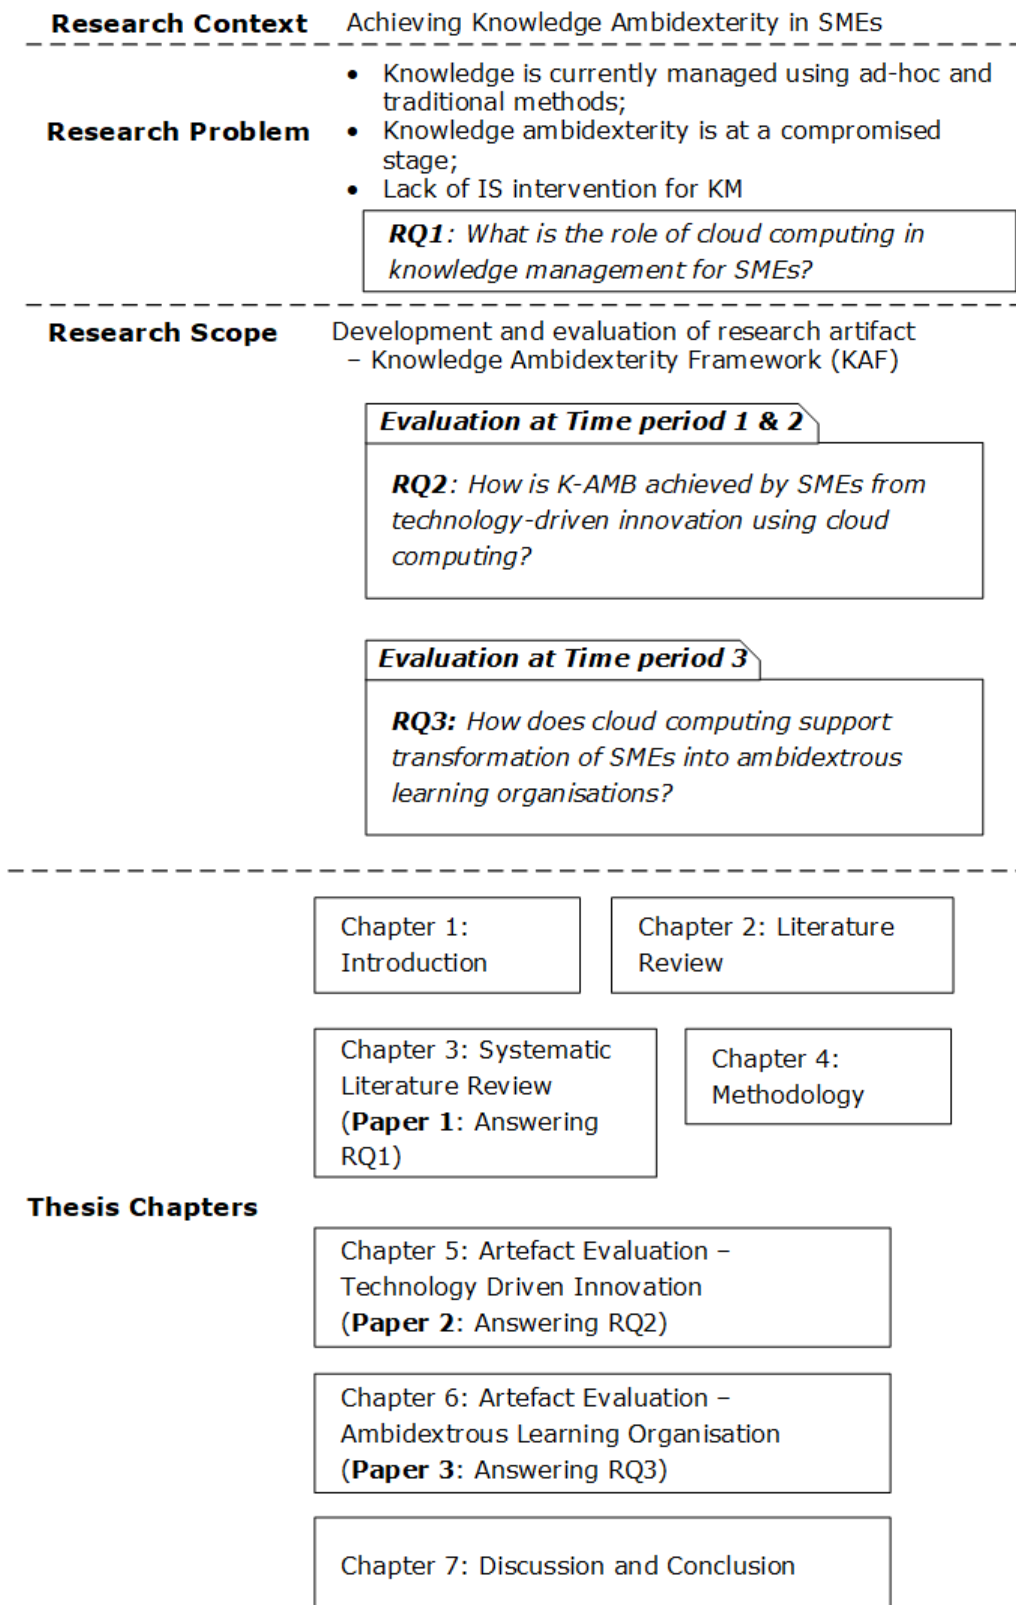 Research Context
Achieving Knowledge Ambidexterity in SMEs
Research Problem
• Knowledge is currently managed using ad-hoc and
traditional methods;
• Knowledge ambidexterity is at a compromised
stage;
• Lack of IS intervention for KM
RQ1: What is the role of cloud computing in
knowledge management for SMEs?
Research Scope
Development and evaluation of research artifact
– Knowledge Ambidexterity Framework (KAF)
Evaluation at Time period 1 & 2
RQ2: How is K-AMB achieved by SMEs from
technology-driven innovation using cloud
computing?
Evaluation at Time period 3
RQ3: How does cloud computing support
transformation of SMEs into ambidextrous
learning organisations?
Thesis Chapters
Chapter 1:
Introduction
Chapter 2: Literature
Review
Chapter 3: Systematic
Literature Review
(Paper 1: Answering
RQ1)
Chapter 4:
Methodology
Chapter 5: Artefact Evaluation –
Technology Driven Innovation
(Paper 2: Answering RQ2)
Chapter 6: Artefact Evaluation –
Ambidextrous Learning Organisation
(Paper 3: Answering RQ3)
Chapter 7: Discussion and Conclusion